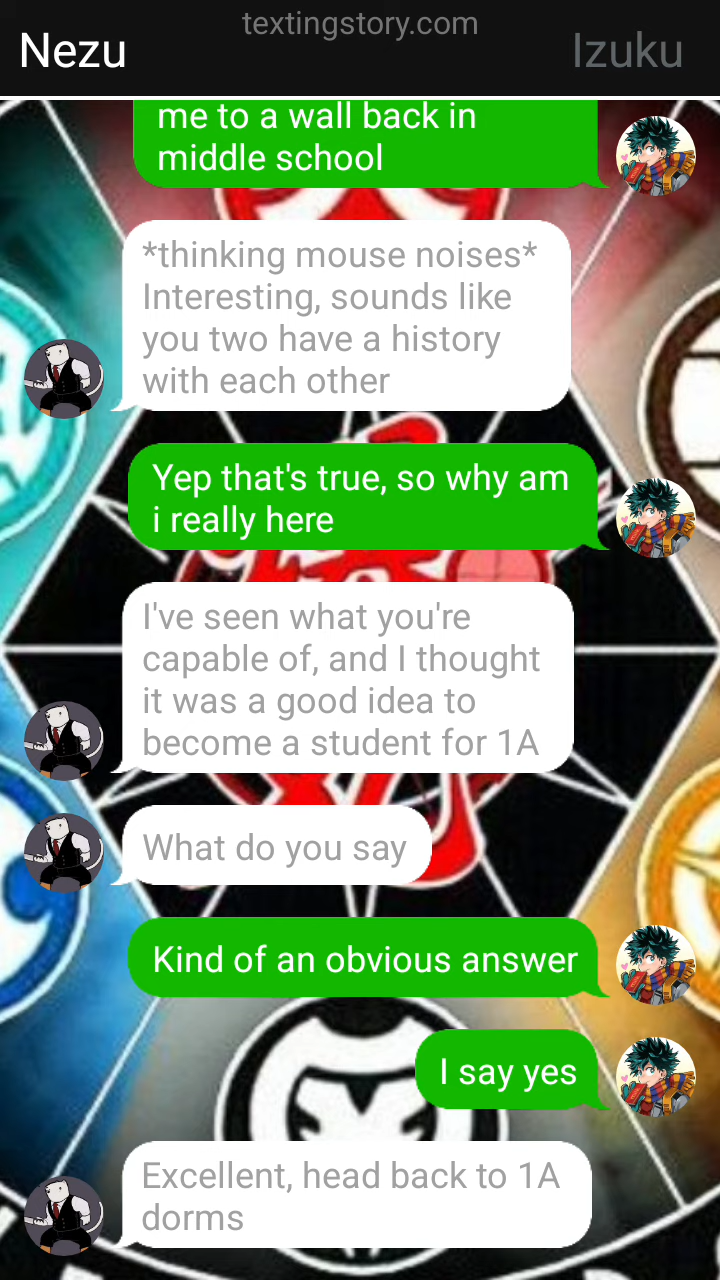 textingstory.com
Nezu
Izuku
me to a wall back in
middle school
*thinking mouse noises*
Interesting, sounds like
you two have a history
with each other
Yep that's true, so why am
i really here
I've seen what you're
capable of, and I thought
it was a good idea to
become a student for 1A
What do you say
Kind of an obvious answer
I say yes
Excellent, head back to 1A
dorms